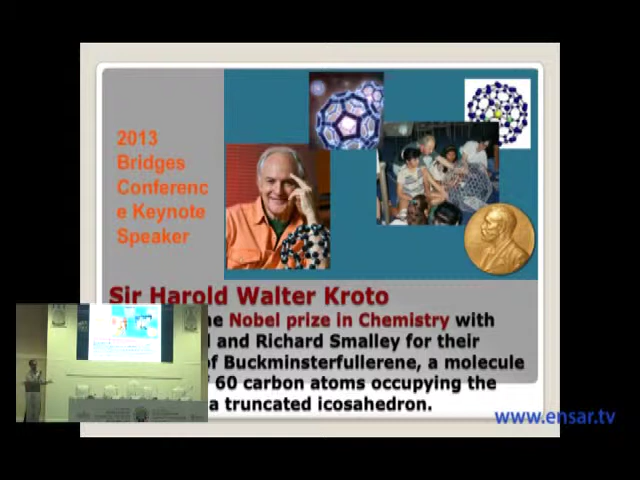 2013
Bridges
Conferenc
e Keynote
Speaker
Sir Harold Walter Kroto
Nobel prize in Chemistry with
and Richard Smalley for their
of Buckminsterfullerene, a molecule
60 carbon atoms occupying the
a truncated icosahedron.
www.ensar.tv